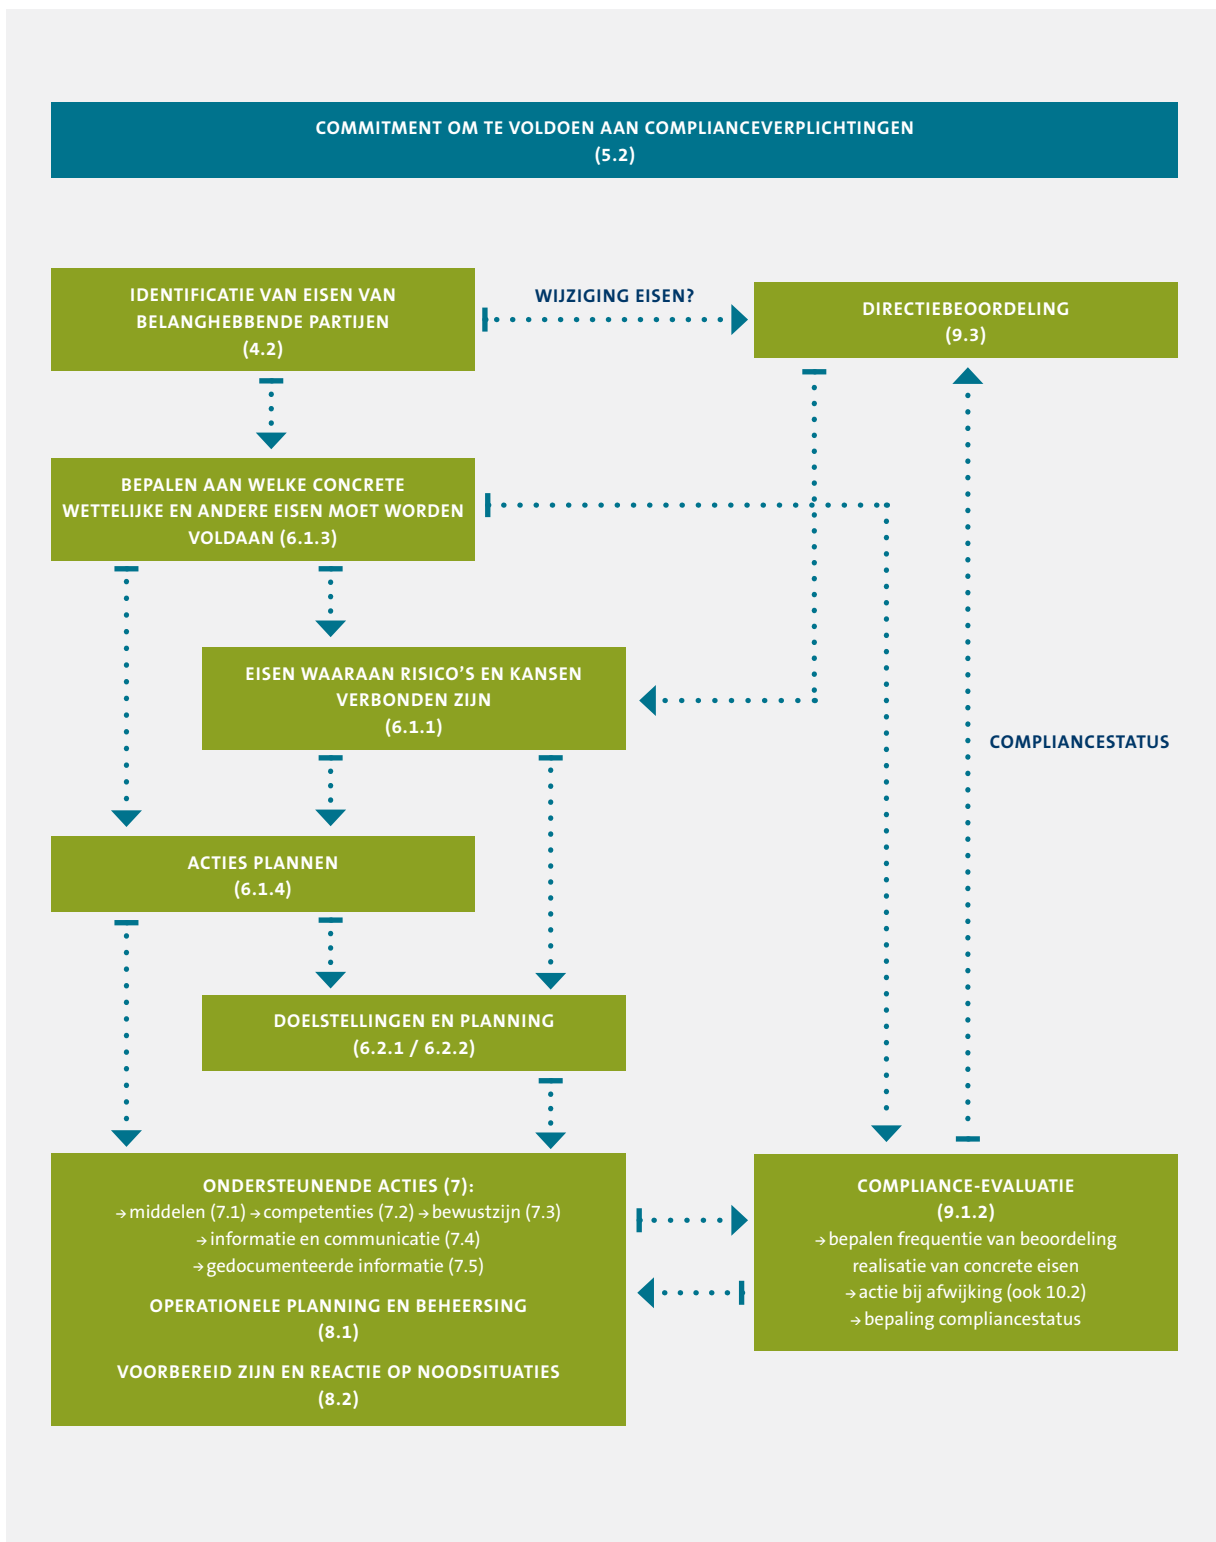 COMMITMENT OM TE VOLDOEN AAN COMPLIANCEVERPLICHTINGEN
(5.2)
IDENTIFICATIE VAN EISEN VAN
BELANGHEBBENDE PARTIJEN
(4.2)
WIJZIGING EISEN?
DIRECTIEBEOORDELING
(9.3)
BEPALEN AAN WELKE CONCRETE
WETTELIJKE EN ANDERE EISEN MOET WORDEN
VOLDAAN (6.1.3)
EISEN WAARAAN RISICO’S EN KANSEN
VERBONDEN ZIJN
(6.1.1)
COMPLIANCESTATUS
ACTIES PLANNEN
(6.1.4)
DOELSTELLINGEN EN PLANNING
(6.2.1 / 6.2.2)
ONDERSTEUNENDE ACTIES (7):
→ middelen (7.1) → competenties (7.2) → bewustzijn (7.3)
→ informatie en communicatie (7.4)
→ gedocumenteerde informatie (7.5)
OPERATIONELE PLANNING EN BEHEERSING
(8.1)
VOORBEREID ZIJN EN REACTIE OP NOODSITUATIES
(8.2)
COMPLIANCE-EVALUATIE
(9.1.2)
→ bepalen frequentie van beoordeling
realisatie van concrete eisen
→ actie bij afwijking (ook 10.2)
→ bepaling compliancestatus